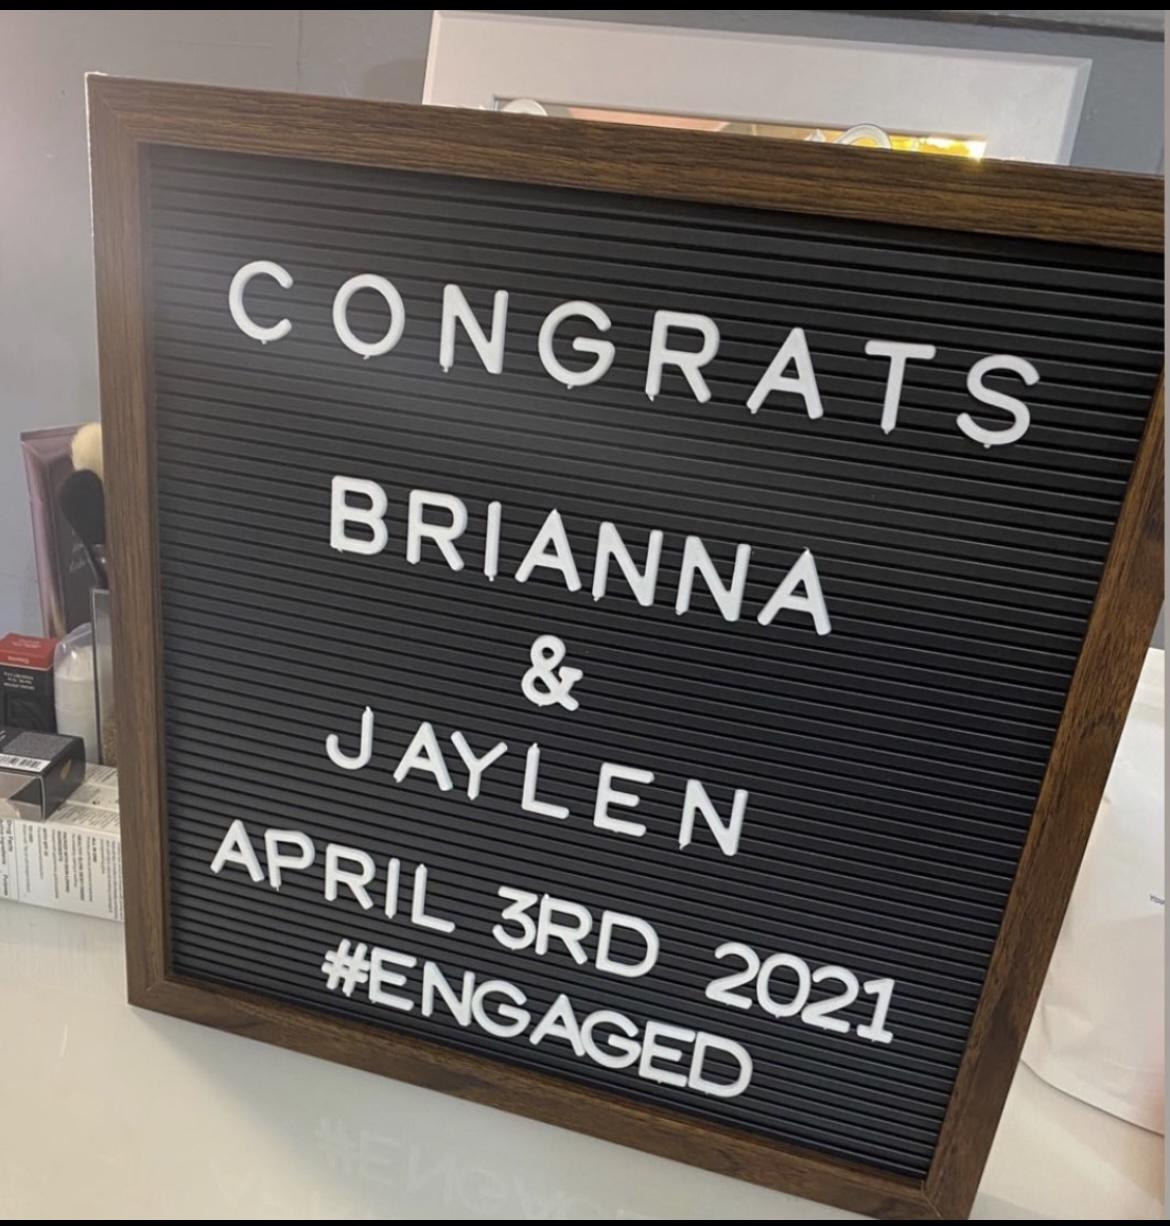 CONGRATS
BRIANNA
&
JAYLEN
APRIL 3RD 2021
#ENGAGED